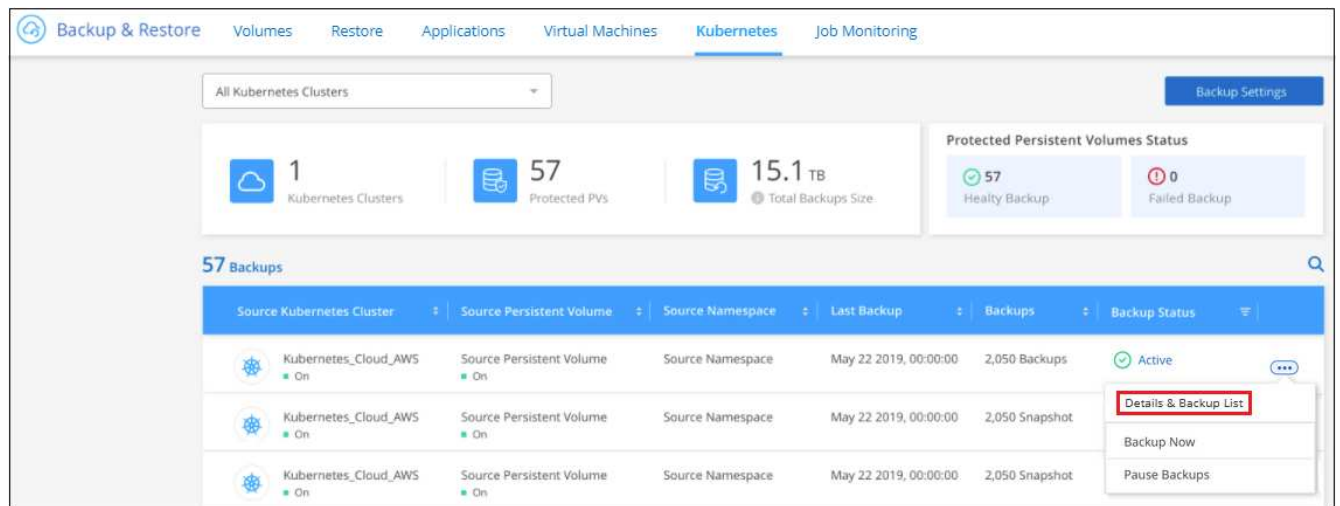 Backup & Restore Volumes Restore Applications Virtual Machines Kubernetes Job Monitoring
All Kubernetes Clusters Backup Settings
Protected Persistent Volumes Status
1 57 15.1 TB 57 0
Kubernetes Clusters Protected PVs Total Backups Size Healty Backup Failed Backup
57 Backups
Source Kubernetes Cluster Source Persistent Volume Source Namespace Last Backup Backups Backup Status
Kubernetes_Cloud_AWS Source Persistent Volume Source Namespace May 22 2019, 00:00:00 2,050 Backups Active
On On
Details & Backup List
Kubernetes_Cloud_AWS Source Persistent Volume Source Namespace May 22 2019, 00:00:00 2,050 Snapshot
On On
Backup Now
Kubernetes_Cloud_AWS Source Persistent Volume Source Namespace May 22 2019, 00:00:00 2,050 Snapshot Pause Backups
On On